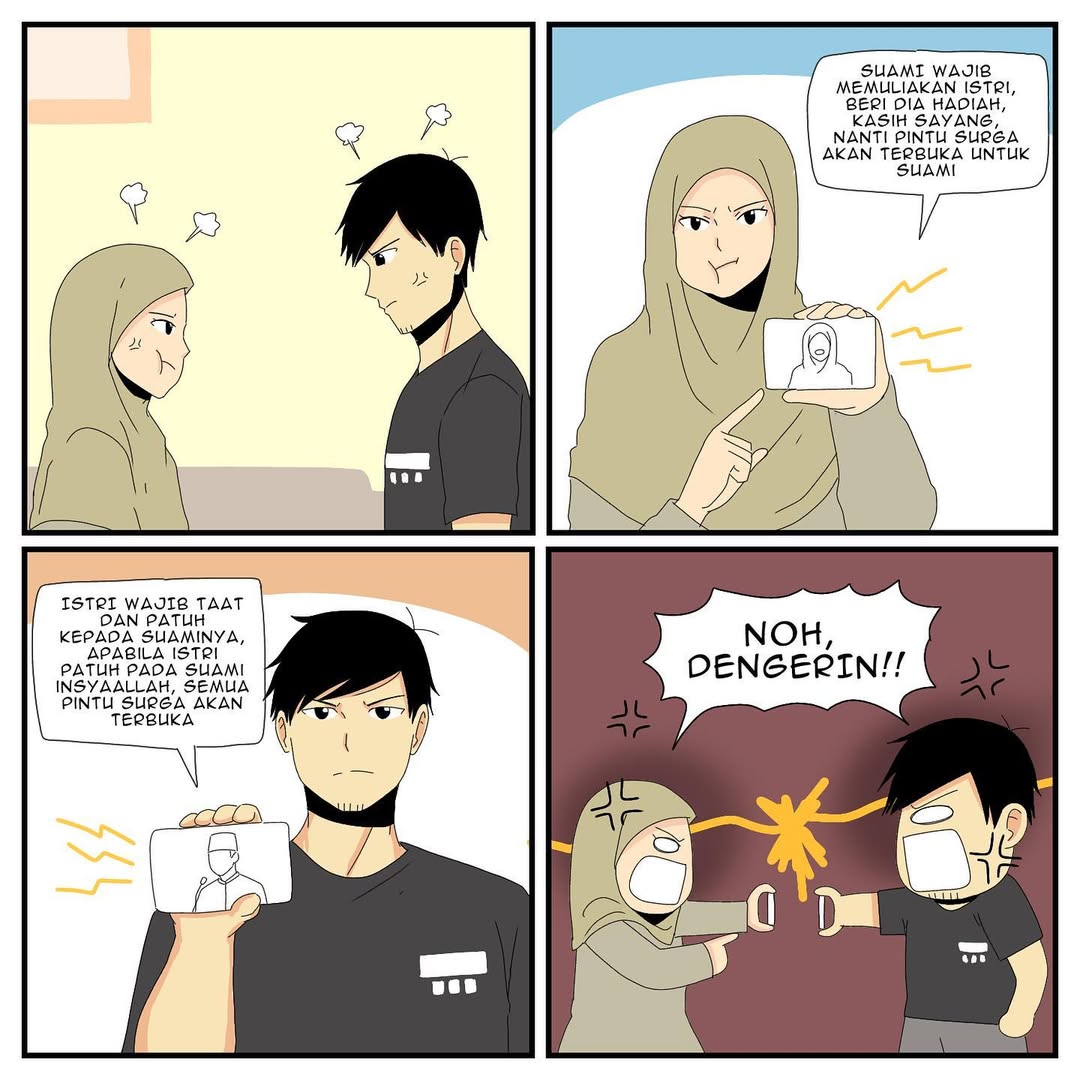 SUAMI WAJIB
MEMULIAKAN ISTRI,
BERI DIA HADIAH,
KASIH SAYANG,
NANTI PINTU SURGA
AKAN TERBUKA UNTUK
SUAMI
ISTRI WAJIB TAAT
DAN PATUH
KEPADA SUAMINYA,
APABILA ISTRI
PATUH PADA SUAMI
INSYAALLAH, SEMUA
PINTU SURGA AKAN
TERBUKA
NOH,
DENGERIN!!